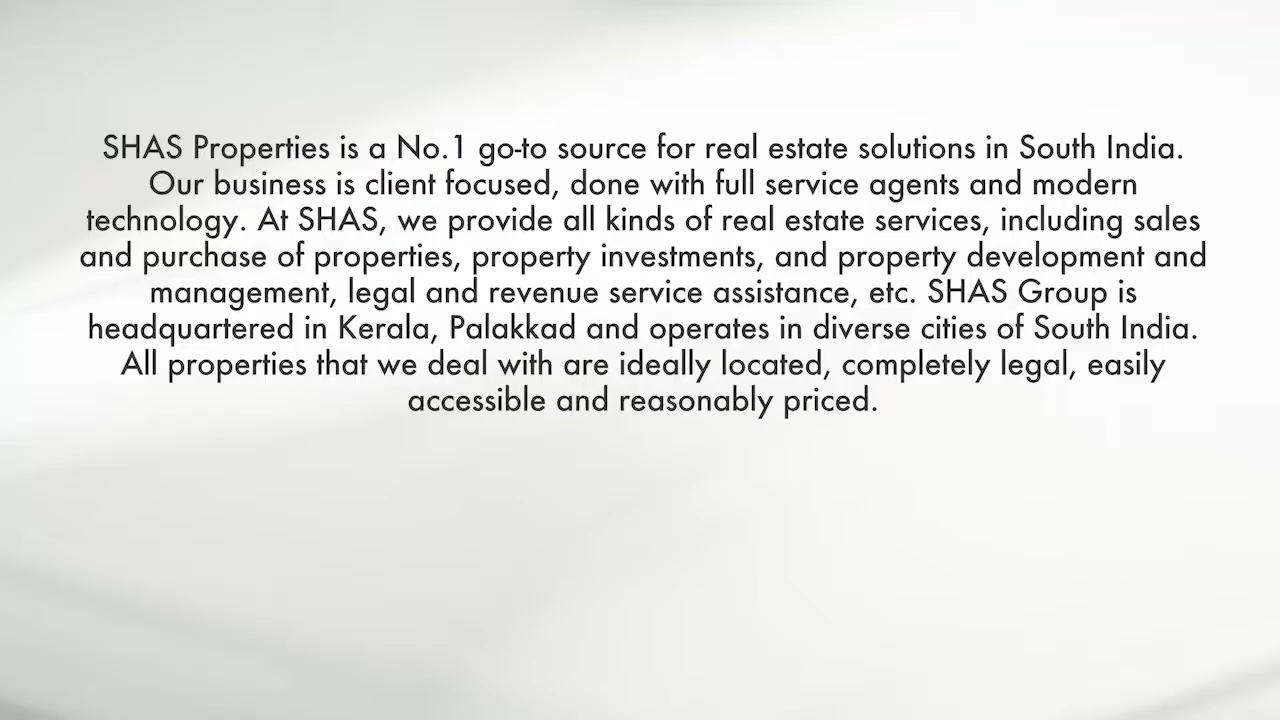 SHAS Properties is a No.1 go-to source for real estate solutions in South India.
Our business is client focused, done with full service agents and modern
technology. At SHAS, we provide all kinds of real estate services, including sales
and purchase of properties, property investments, and property development and
management, legal and revenue service assistance, etc. SHAS Group is
headquartered in Kerala, Palakkad and operates in diverse cities of South India.
All properties that we deal with are ideally located, completely legal, easily
accessible and reasonably priced.